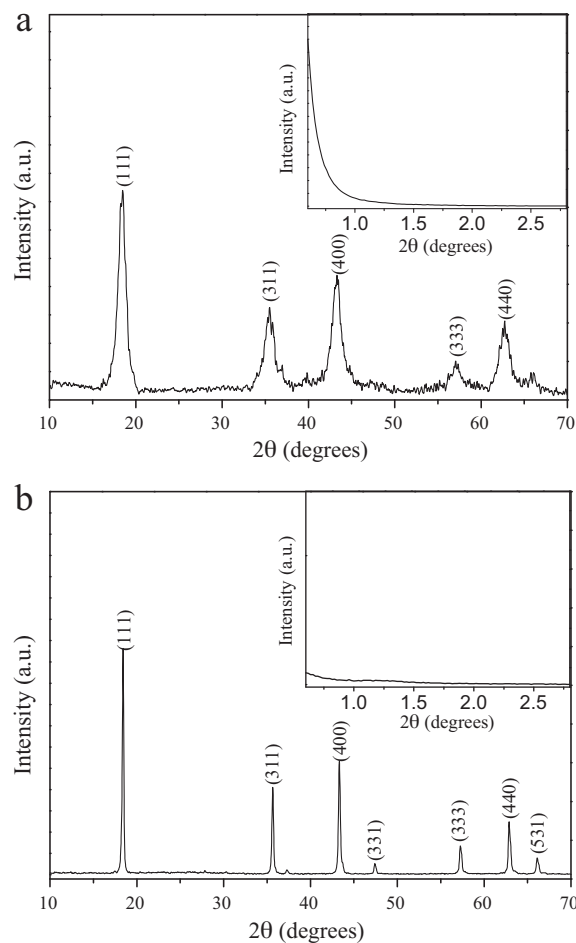 a
Intensity (a.u.)
(111)
(311)
(400)
(333)
(440)
10 20 30 40 50 60 70
2θ (degrees)
Intensity (a.u.)
1.0 1.5 2.0 2.5
2θ (degrees)
b
Intensity (a.u.)
(111)
(311)
(400)
(331)
(333)
(440)
(531)
10 20 30 40 50 60 70
2θ (degrees)
Intensity (a.u.)
1.0 1.5 2.0 2.5
2θ (degrees)